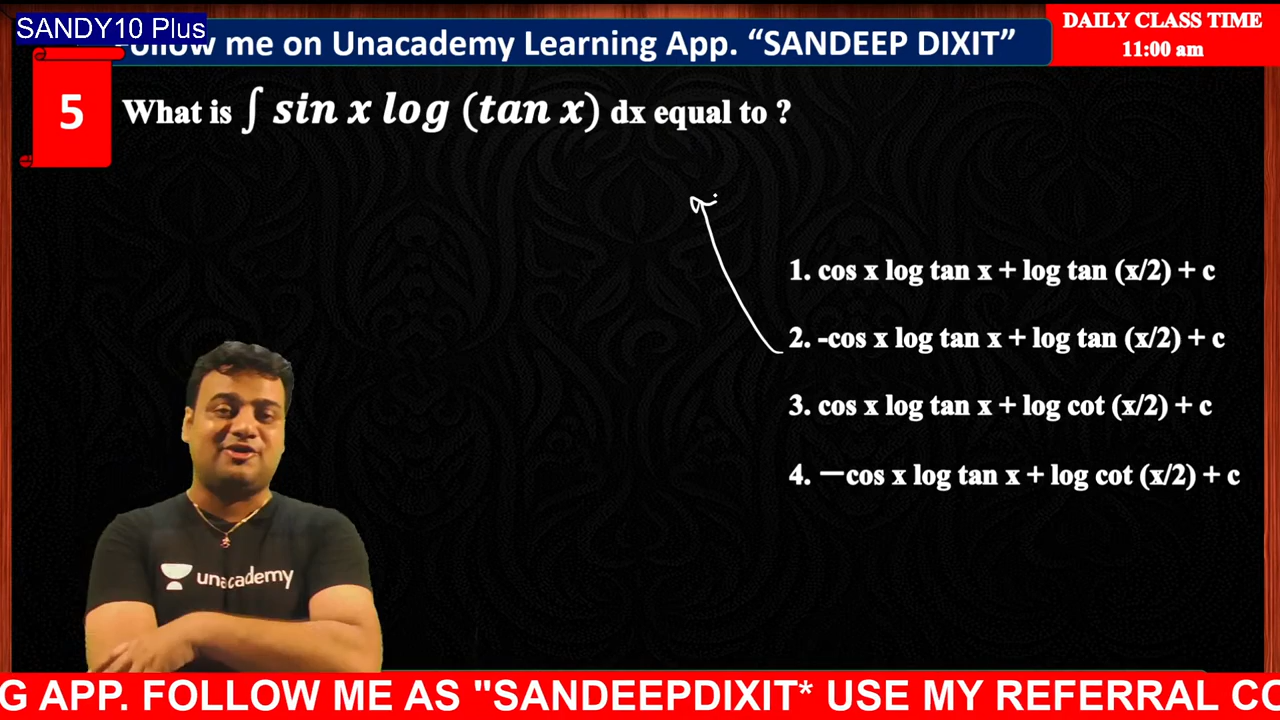 SANDY10 Plus
Follow me on Unacademy Learning App. “SANDEEP DIXIT”
DAILY CLASS TIME
11:00 am
5
What is ∫ sin x log (tan x) dx equal to ?
1. cos x log tan x + log tan (x/2) + c
2. -cos x log tan x + log tan (x/2) + c
3. cos x log tan x + log cot (x/2) + c
4. —cos x log tan x + log cot (x/2) + c
unacademy
G APP. FOLLOW ME AS "SANDEEPDIXIT* USE MY REFERRAL CO